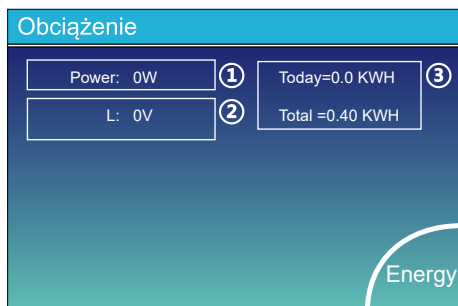 Obciążenie
Power: 0W ①
L: 0V ②
Today=0.0 KWH ③
Total =0.40 KWH
Energy